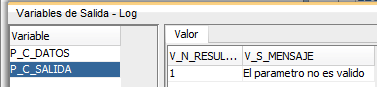 Variables de Salida - Log
Variable
P_C_DATOS
P_C_SALIDA
Valor
V_N_RESUL... V_S_MENSAJE
1 El parametro no es valido